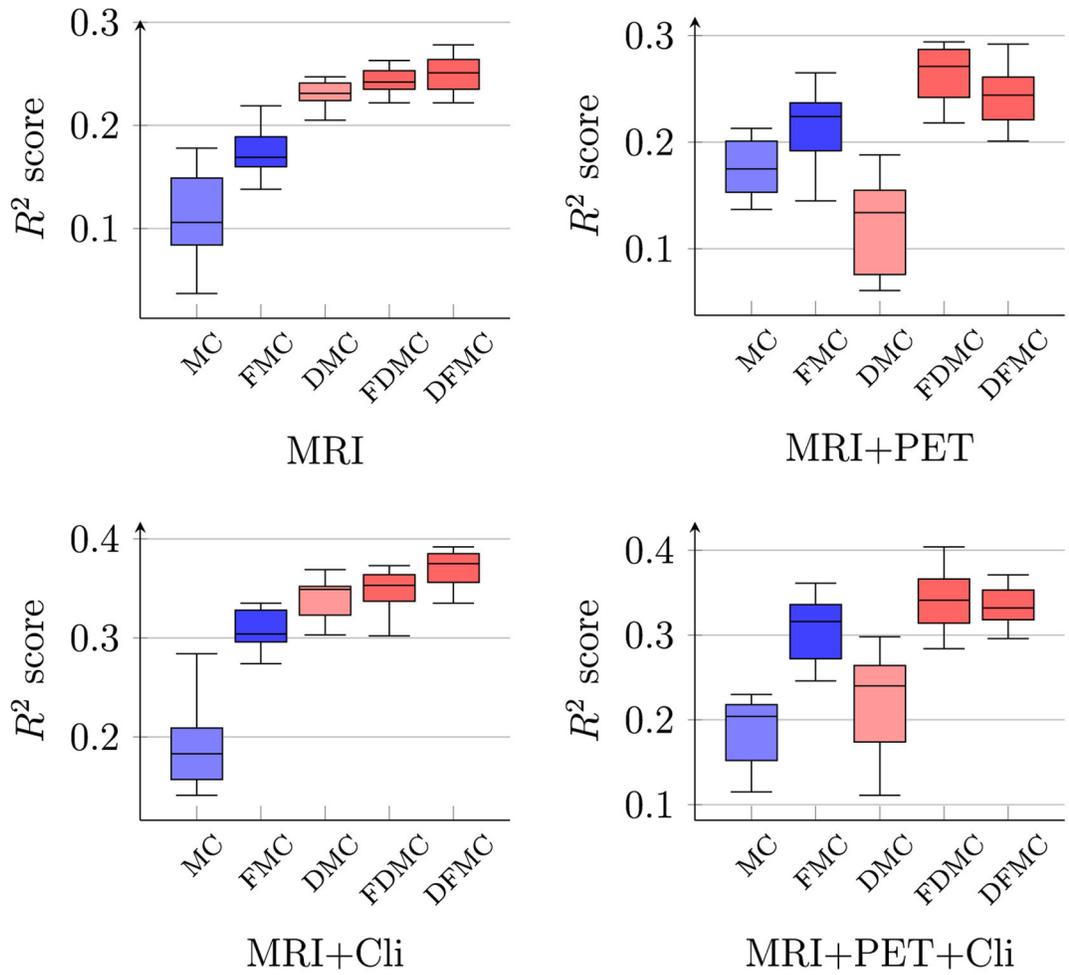 0.3
0.2
0.1
R² score
MC
FMC
DMC
FDMC
DFMC
MRI
0.3
0.2
0.1
R² score
MC
FMC
DMC
FDMC
DFMC
MRI+PET
0.4
0.3
0.2
R² score
MC
FMC
DMC
FDMC
DFMC
MRI+Cli
0.4
0.3
0.2
0.1
R² score
MC
FMC
DMC
FDMC
DFMC
MRI+PET+Cli